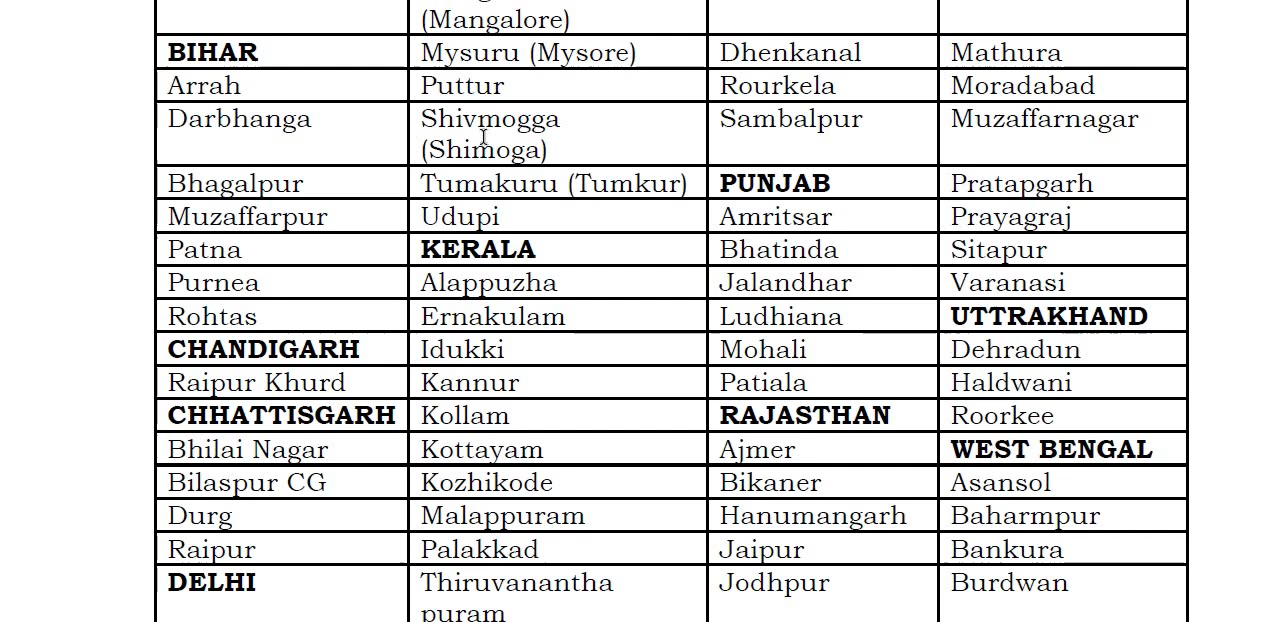 (Mangalore)
BIHAR Mysuru (Mysore) Dhenkanal Mathura
Arrah Puttur Rourkela Moradabad
Darbhanga Shivmogga Sambalpur Muzaffarnagar
(Shimoga)
Bhagalpur Tumakuru (Tumkur) PUNJAB Pratapgarh
Muzaffarpur Udupi Amritsar Prayagraj
Patna KERALA Bhatinda Sitapur
Purnea Alappuzha Jalandhar Varanasi
Rohtas Ernakulam Ludhiana UTTRAKHAND
CHANDIGARH Idukki Mohali Dehradun
Raipur Khurd Kannur Patiala Haldwani
CHHATTISGARH Kollam RAJASTHAN Roorkee
Bhilai Nagar Kottayam Ajmer WEST BENGAL
Bilaspur CG Kozhikode Bikaner Asansol
Durg Malappuram Hanumangarh Baharmpur
Raipur Palakkad Jaipur Bankura
DELHI Thiruvanantha Jodhpur Burdwan
puram